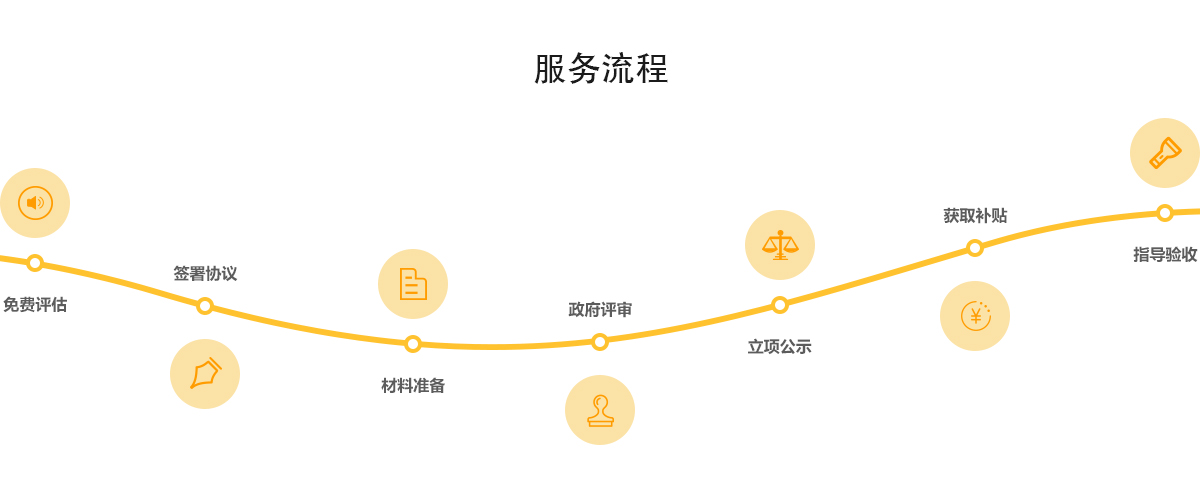 服务流程
免费评估
签署协议
材料准备
政府评审
立项公示
获取补贴
指导验收